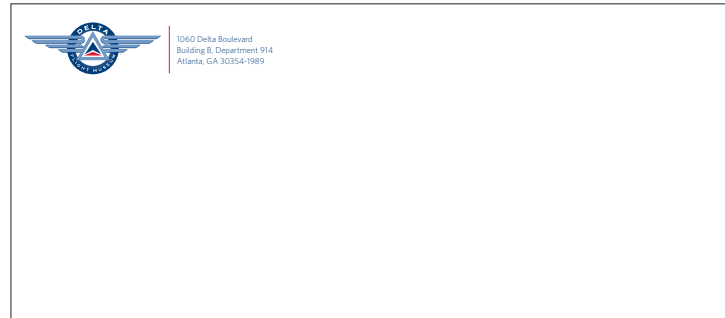 DELTA
FLIGHT MUSEUM
1060 Delta Boulevard
Building B, Department 914
Atlanta, GA 30354-1989